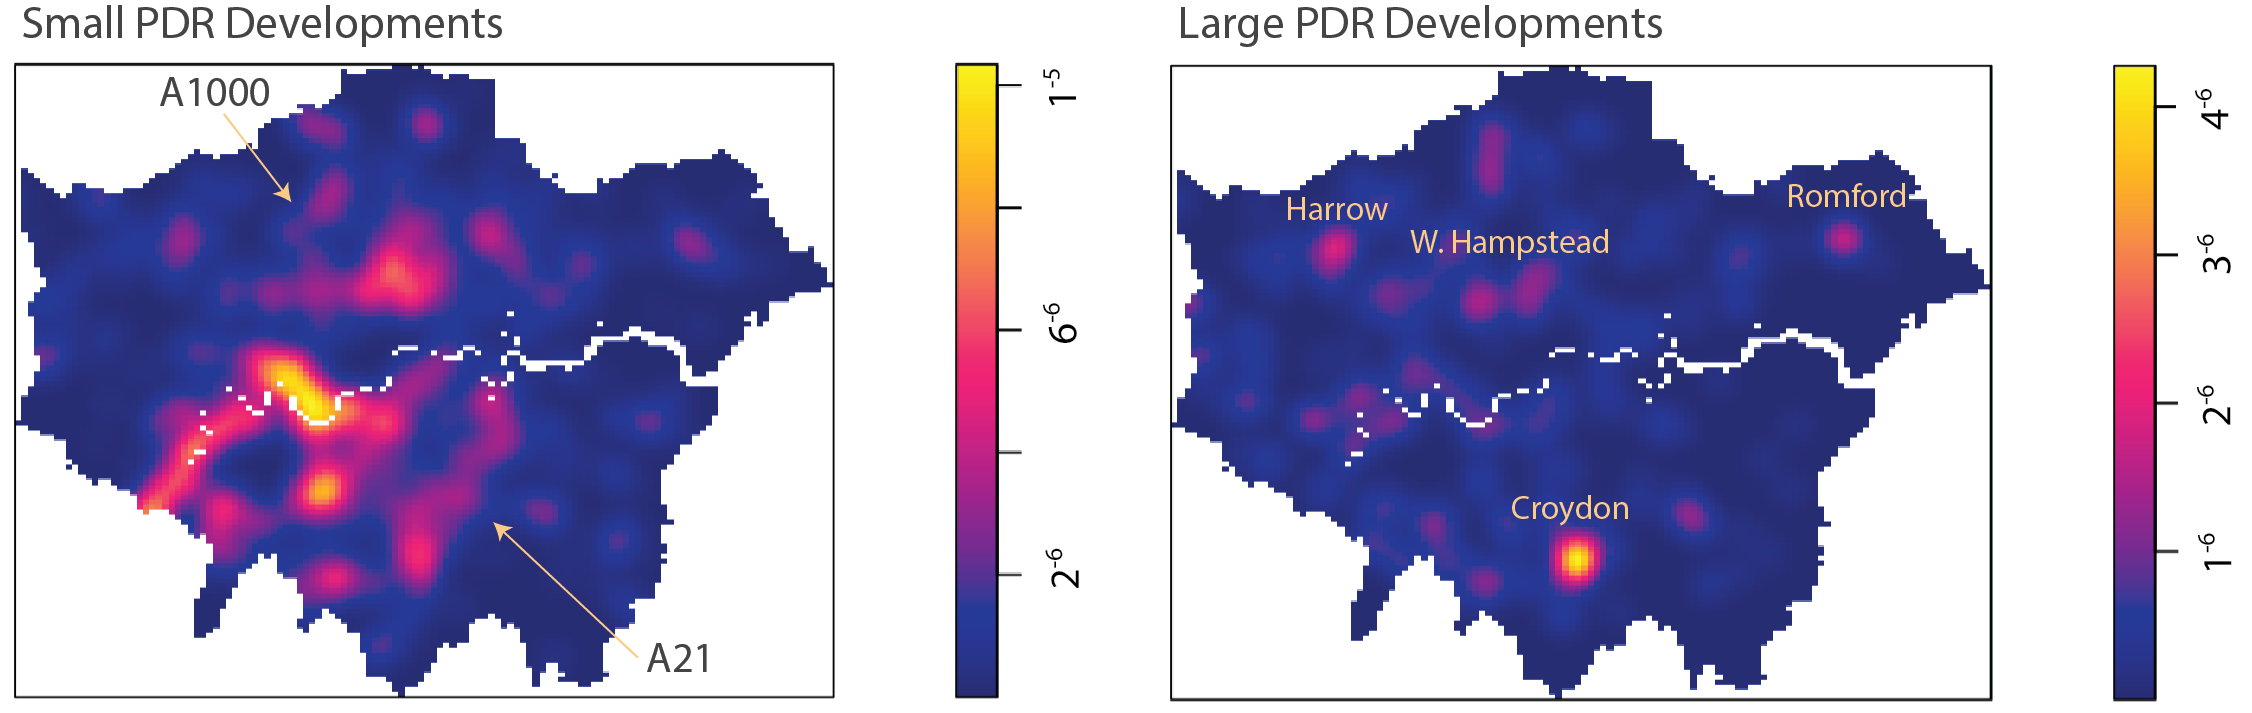 Small PDR Developments
Large PDR Developments
A1000
A21
1-5
6-6
2-6
Harrow
W. Hampstead
Romford
Croydon
4-6
3-6
2-6
1-6